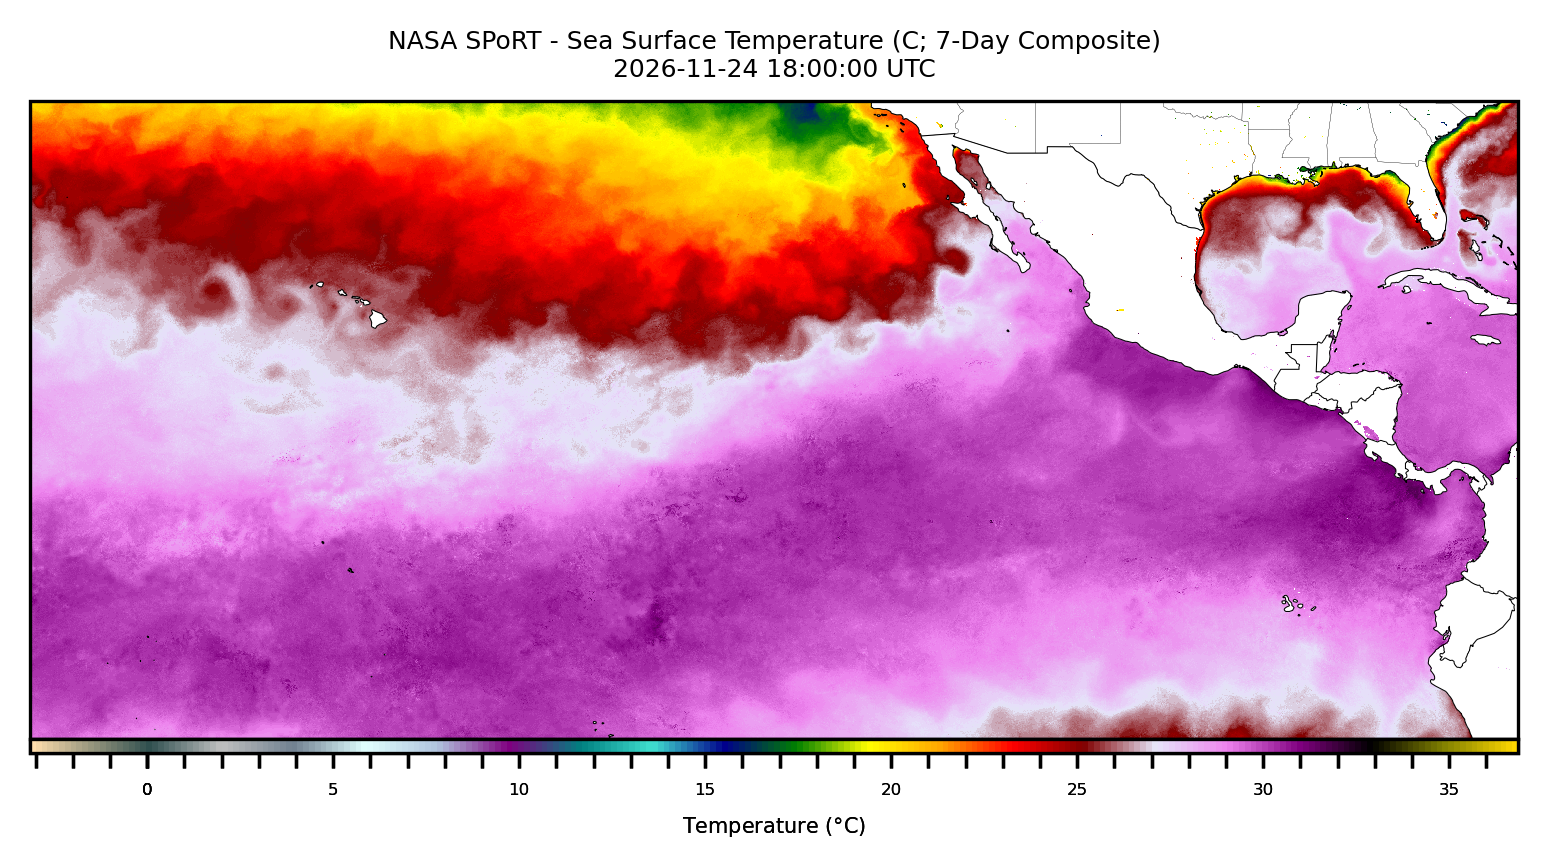 NASA SPoRT - Sea Surface Temperature (C; 7-Day Composite)
2026-11-24 18:00:00 UTC
0 5 10 15 20 25 30 35
Temperature (°C)